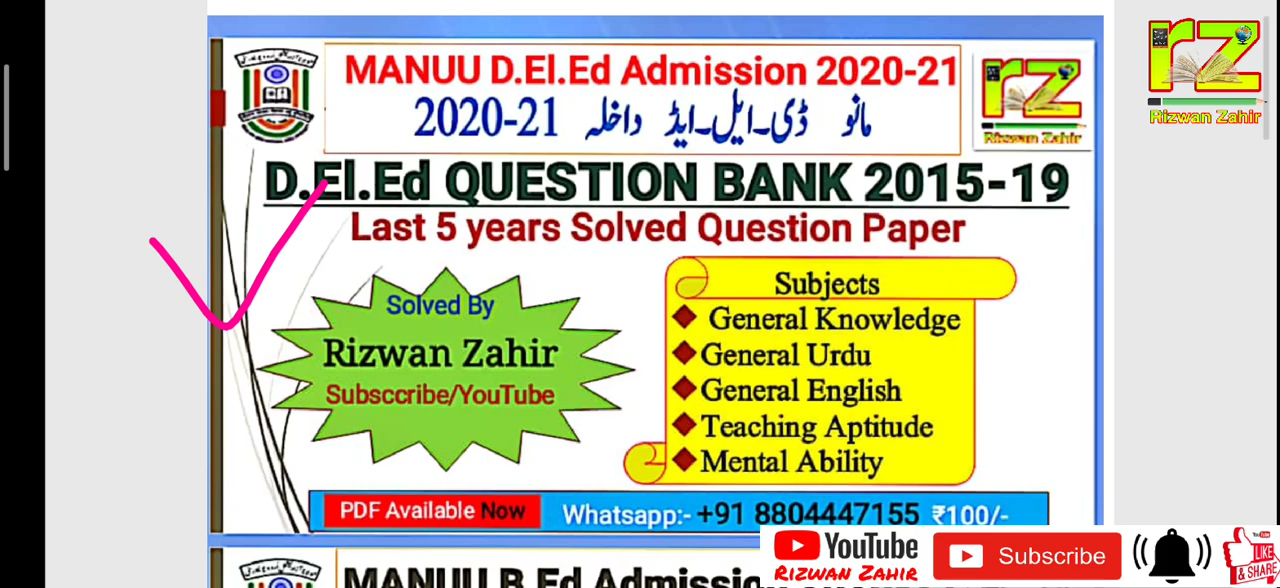 MANUU D.El.Ed Admission 2020-21
مانو ڈی۔ایل۔ایڈ داخلہ 2020-21
rz
Rizwan Zahir
rz
Rizwan Zahir
D.El.Ed QUESTION BANK 2015-19
Last 5 years Solved Question Paper
Solved By
Rizwan Zahir
Subsccribe/YouTube
Subjects
General Knowledge
General Urdu
General English
Teaching Aptitude
Mental Ability
PDF Available Now
Whatsapp:- +91 8804447155 ₹100/-
YouTube
RIZWAN ZAHIR
Subscribe
YouTube
LIKE
& SHARE
MANUU B.Ed Admission